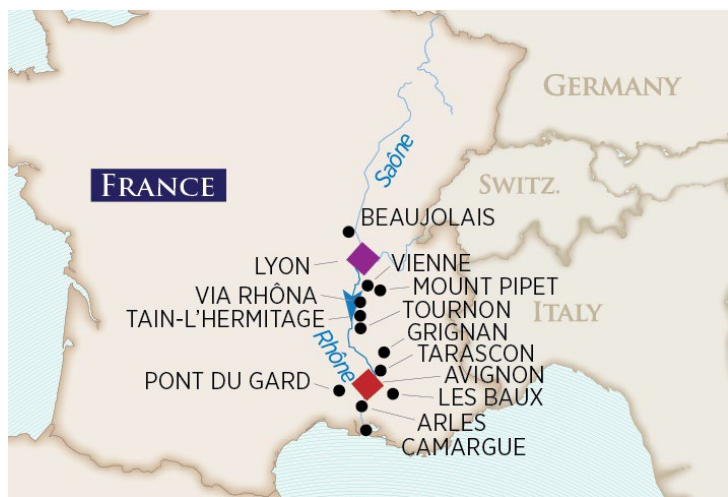 GERMANY
Saône
FRANCE
SWITZ.
BEAUJOLAIS
LYON
VIENNE
MOUNT PIPET
VIA RHÔNA
TOURNON
ITALY
TAIN-L'HERMITAGE
GRIGNAN
Rhône
TARASCON
AVIGNON
PONT DU GARD
LES BAUX
ARLES
CAMARGUE